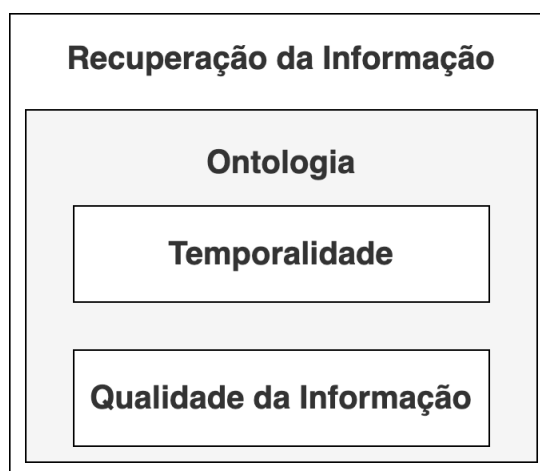 Recuperação da Informação
Ontologia
Temporalidade
Qualidade da Informação